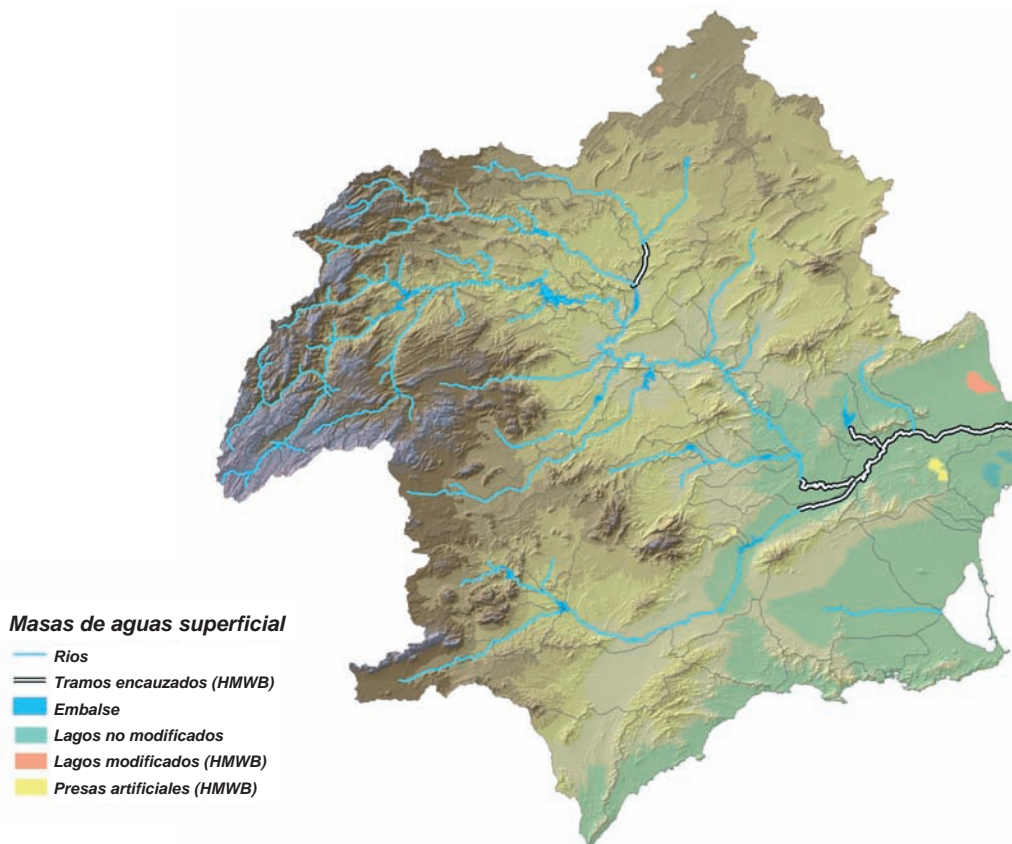 Masas de aguas superficial
Rios
Tramos encauzados (HMWB)
Embalse
Lagos no modificados
Lagos modificados (HMWB)
Presas artificiales (HMWB)